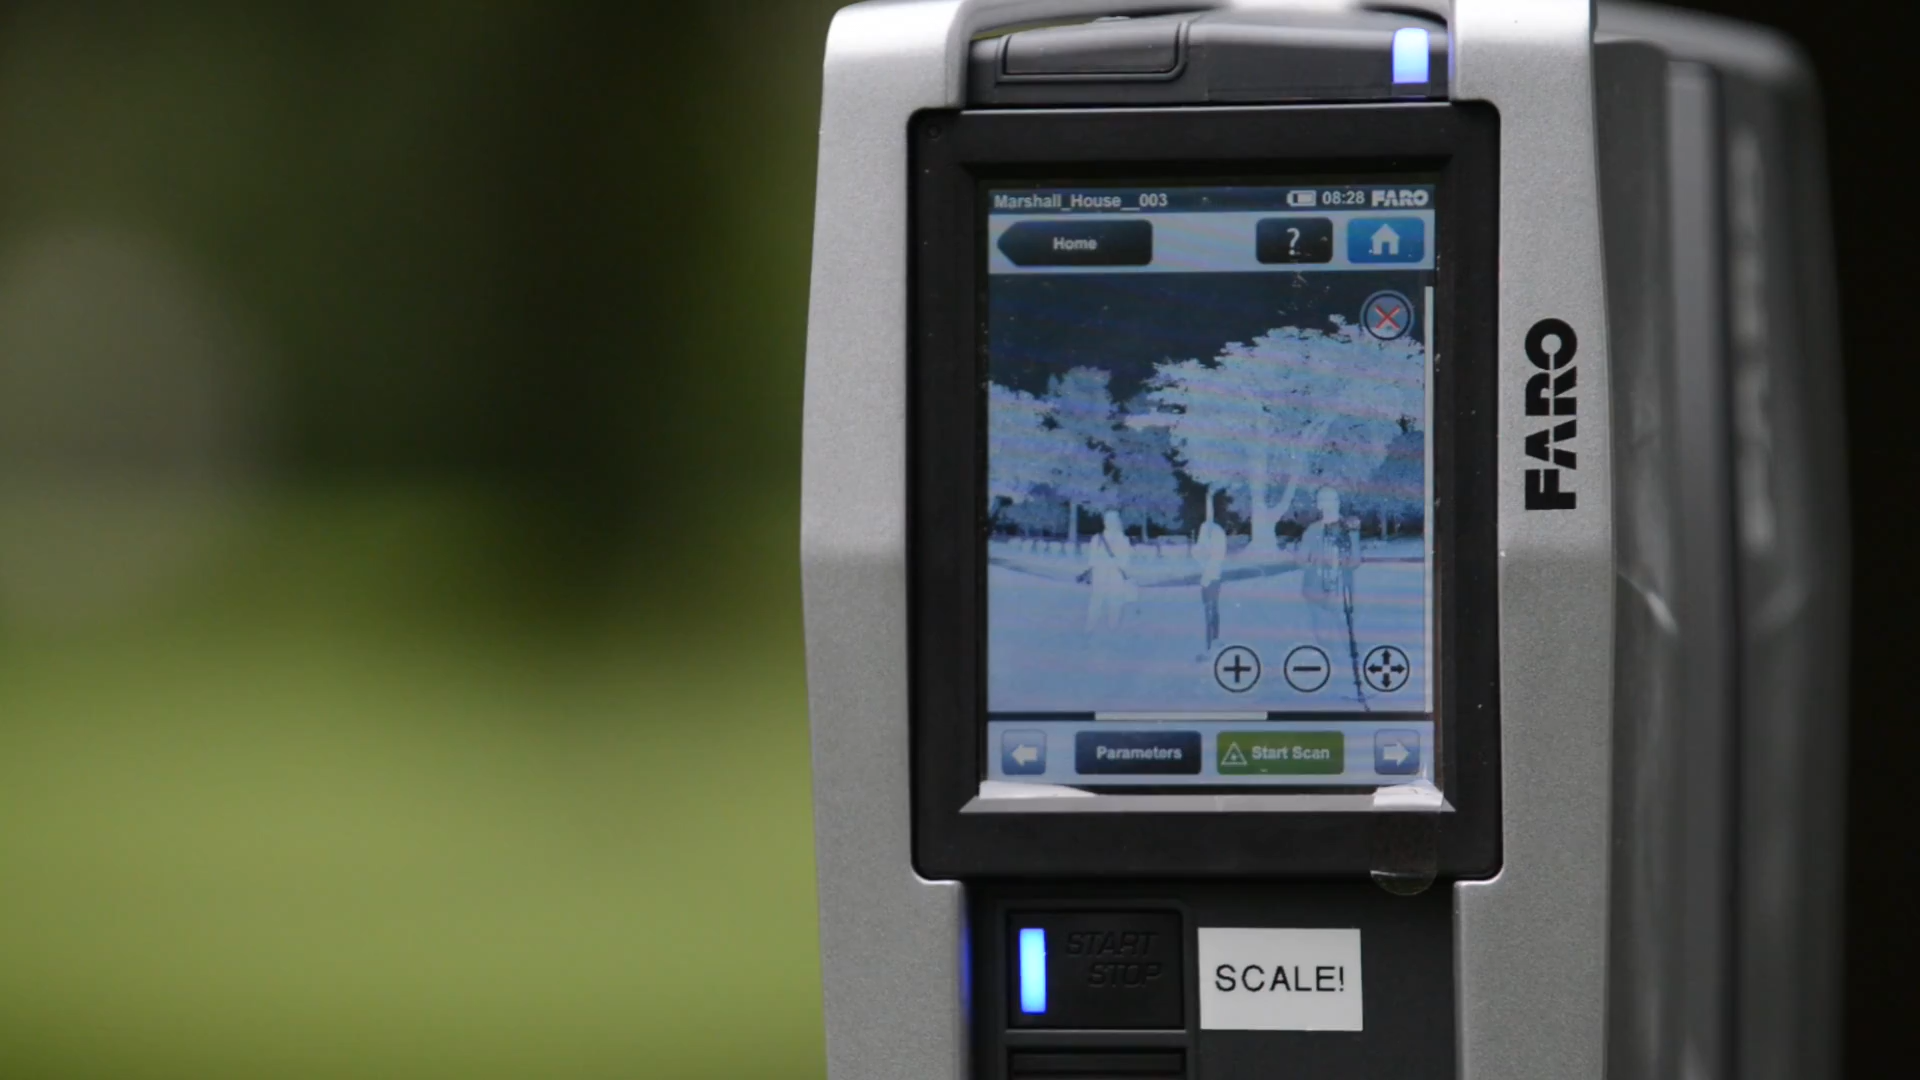 Marshall_House__003
08:28 FARO
Home
?
Parameters
Start Scan
FARO
START
STOP
SCALE!